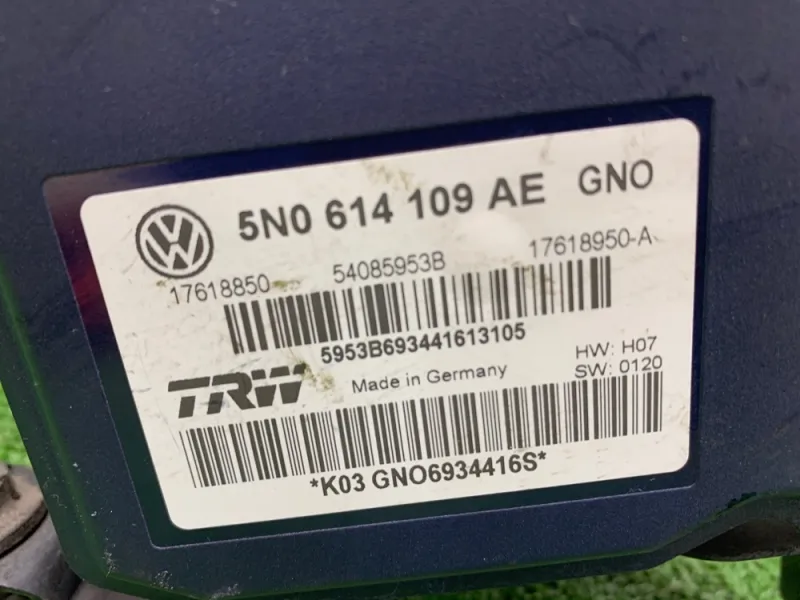 5N0 614 109 AE GNO
17618850 54085953B 17618950-A
5953B693441613105
HW: H07
TRW Made in Germany SW: 0120
*K03 GNO6934416S*